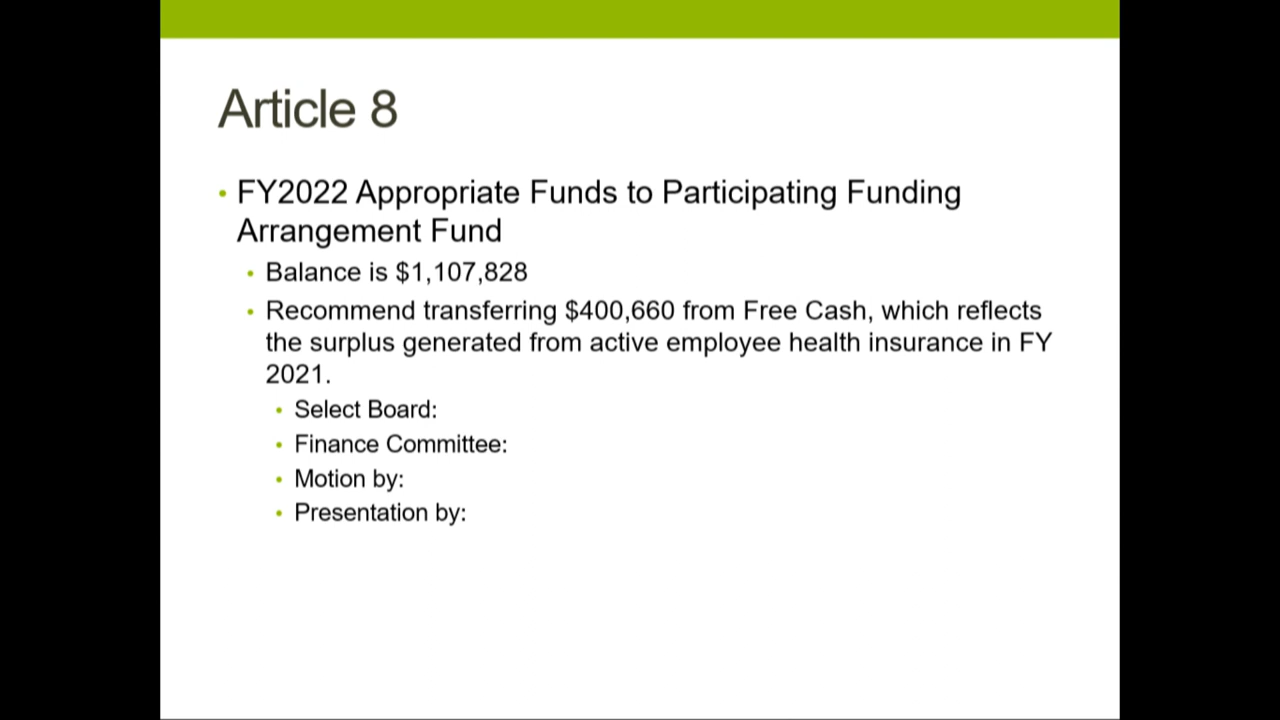 Article 8
• FY2022 Appropriate Funds to Participating Funding
Arrangement Fund
• Balance is $1,107,828
• Recommend transferring $400,660 from Free Cash, which reflects
the surplus generated from active employee health insurance in FY
2021.
• Select Board:
• Finance Committee:
• Motion by:
• Presentation by: